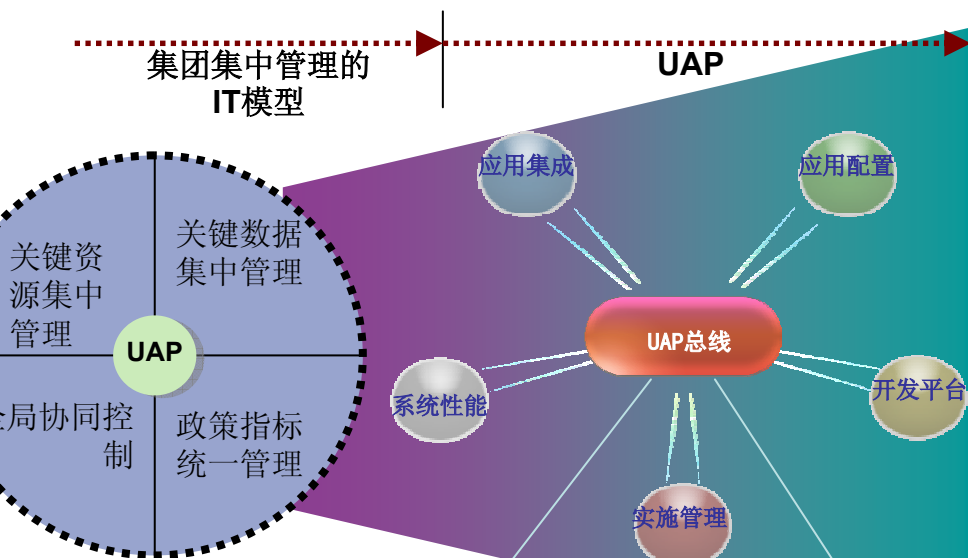 集团集中管理的
IT模型
UAP
应用集成
应用配置
关键资
源集中
管理
关键数据
集中管理
UAP
UAP总线
系统性能
开发平台
全局协同控
制
政策指标
统一管理
实施管理